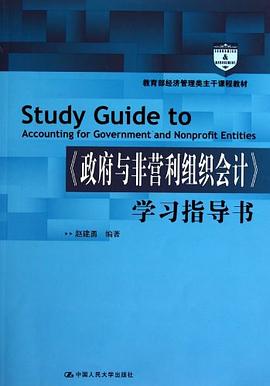 教育部经济管理类主干课程教材
Study Guide to
Accounting for Government and Nonprofit Entities
《政府与非营利组织会计》
学习指导书
赵建勇 编著
中国人民大学出版社